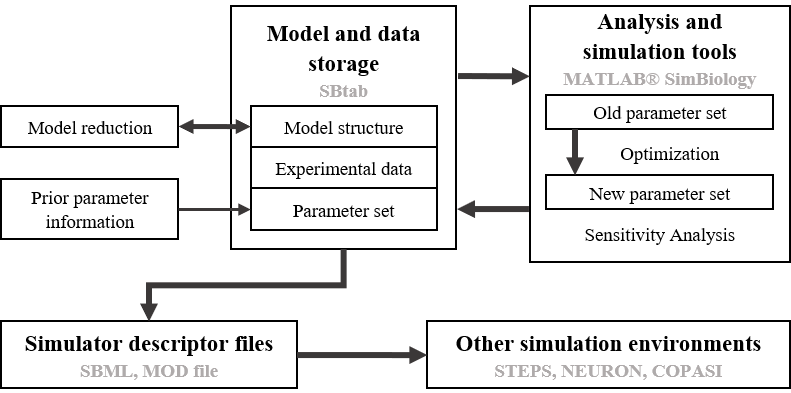 Model and data
storage
SBtab
Model structure
Experimental data
Parameter set
Model reduction
Prior parameter
information
Analysis and
simulation tools
MATLAB® SimBiology
Old parameter set
Optimization
New parameter set
Sensitivity Analysis
Simulator descriptor files
SBML, MOD file
Other simulation environments
STEPS, NEURON, COPASI